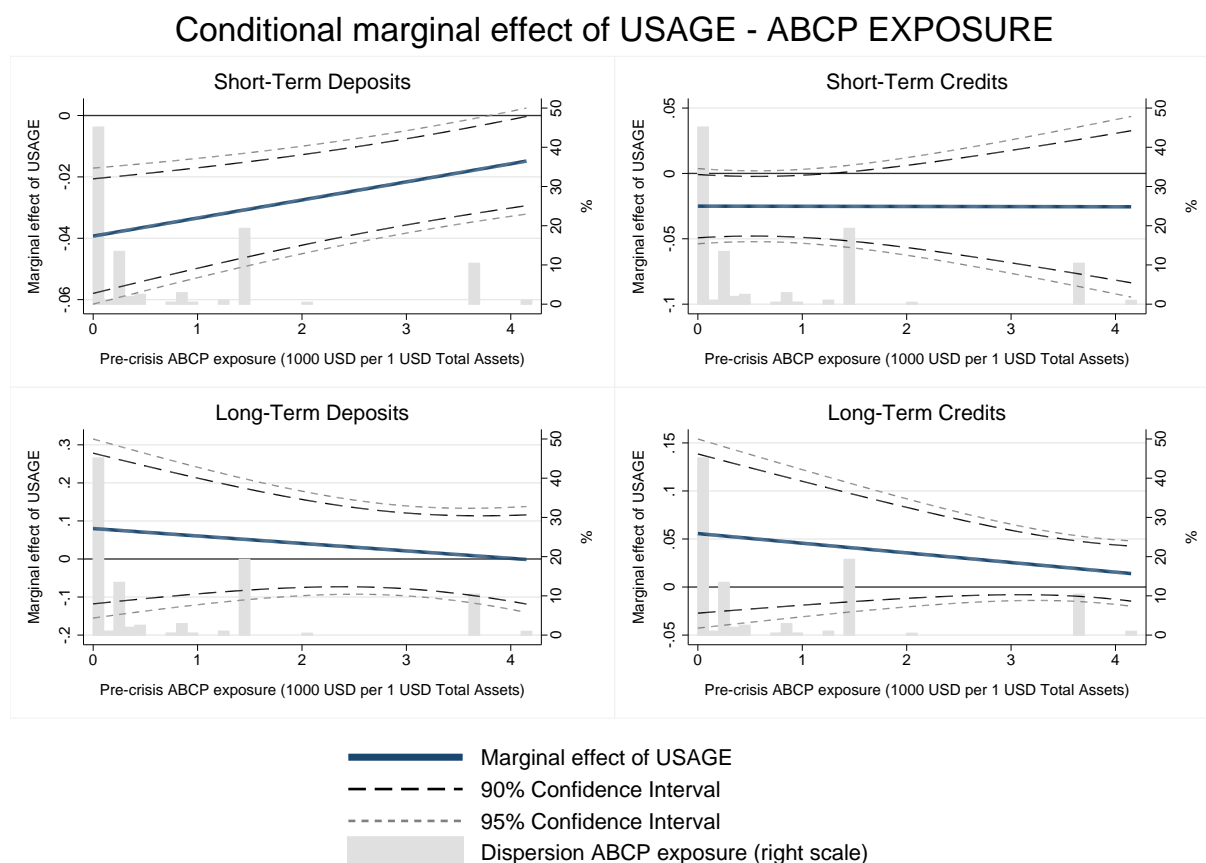 Conditional marginal effect of USAGE - ABCP EXPOSURE
Short-Term Deposits
Marginal effect of USAGE
0
-.02
-.04
-.06
50
40
30
20
10
0
%
0 1 2 3 4
Pre-crisis ABCP exposure (1000 USD per 1 USD Total Assets)
Short-Term Credits
Marginal effect of USAGE
.05
0
-.05
-.1
50
40
30
20
10
0
%
0 1 2 3 4
Pre-crisis ABCP exposure (1000 USD per 1 USD Total Assets)
Long-Term Deposits
Marginal effect of USAGE
.3
.2
.1
0
-.1
-.2
50
40
30
20
10
0
%
0 1 2 3 4
Pre-crisis ABCP exposure (1000 USD per 1 USD Total Assets)
Long-Term Credits
Marginal effect of USAGE
.15
.1
.05
0
-.05
50
40
30
20
10
0
%
0 1 2 3 4
Pre-crisis ABCP exposure (1000 USD per 1 USD Total Assets)
Marginal effect of USAGE
90% Confidence Interval
95% Confidence Interval
Dispersion ABCP exposure (right scale)